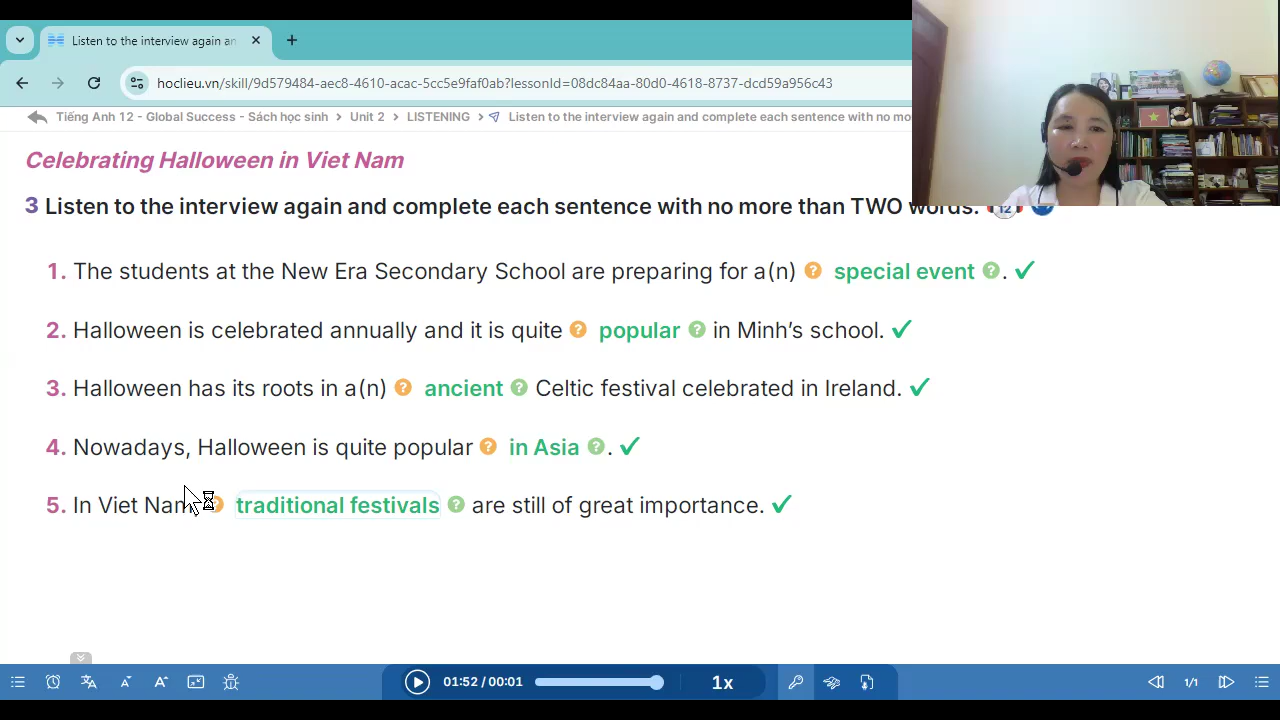 Listen to the interview again an
hoclieu.vn/skill/9d579484-aec8-4610-acac-5cc5e9faf0ab?lessonId=08dc84aa-80d0-4618-8737-dcd59a956c43
Tiếng Anh 12 - Global Success - Sách học sinh > Unit 2 > LISTENING > Listen to the interview again and complete each sentence with no mo
Celebrating Halloween in Viet Nam
3 Listen to the interview again and complete each sentence with no more than TWO words. 12
1. The students at the New Era Secondary School are preparing for a(n) ? special event ? . ✓
2. Halloween is celebrated annually and it is quite ? popular ? in Minh's school. ✓
3. Halloween has its roots in a(n) ? ancient ? Celtic festival celebrated in Ireland. ✓
4. Nowadays, Halloween is quite popular ? in Asia ? . ✓
5. In Viet Nam, ? traditional festivals ? are still of great importance. ✓
01:52 / 00:01 1x 1/1